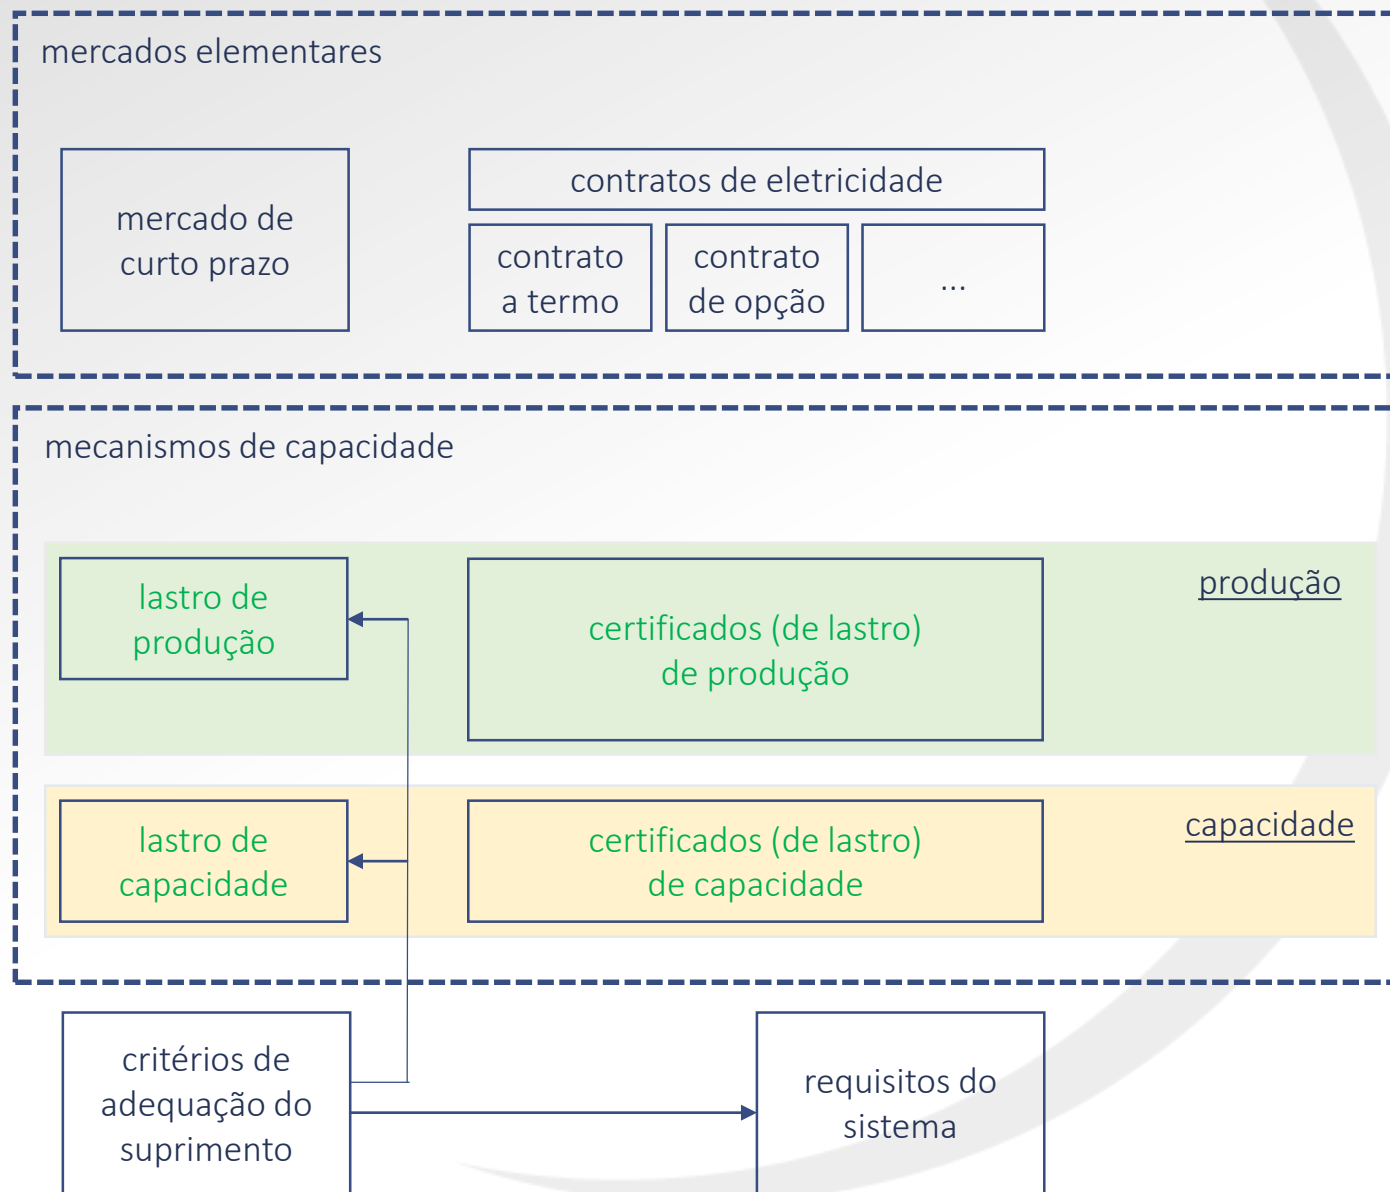 mercados elementares
mercado de
curto prazo
contratos de eletricidade
contrato
a termo
contrato
de opção
...
mecanismos de capacidade
lastro de
produção
certificados (de lastro)
de produção
produção
lastro de
capacidade
certificados (de lastro)
de capacidade
capacidade
critérios de
adequação do
suprimento
requisitos do
sistema